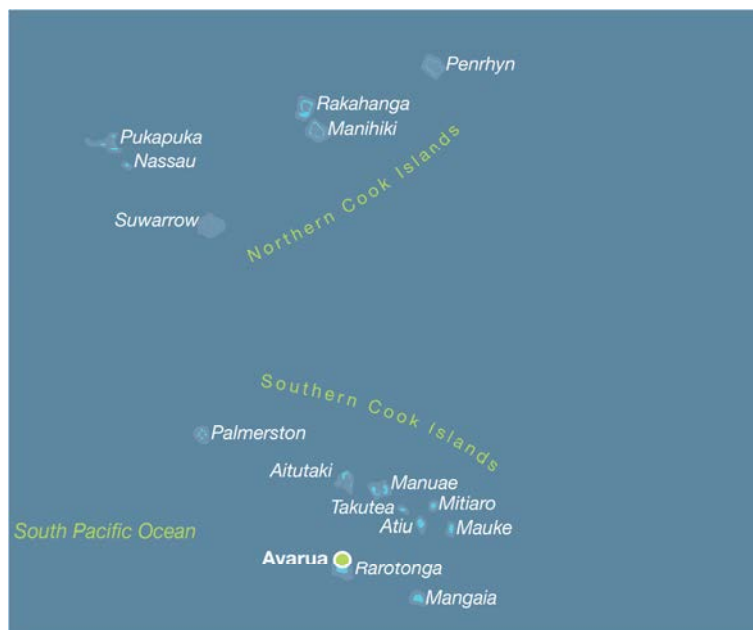 Penrhyn
Rakahanga
Manihiki
Pukapuka
Nassau
Suwarrow
Northern Cook Islands
Southern Cook Islands
Palmerston
Aitutaki
Manuae
Takutea
Mitiaro
Atiu
Mauke
South Pacific Ocean
Avarua
Rarotonga
Mangaia